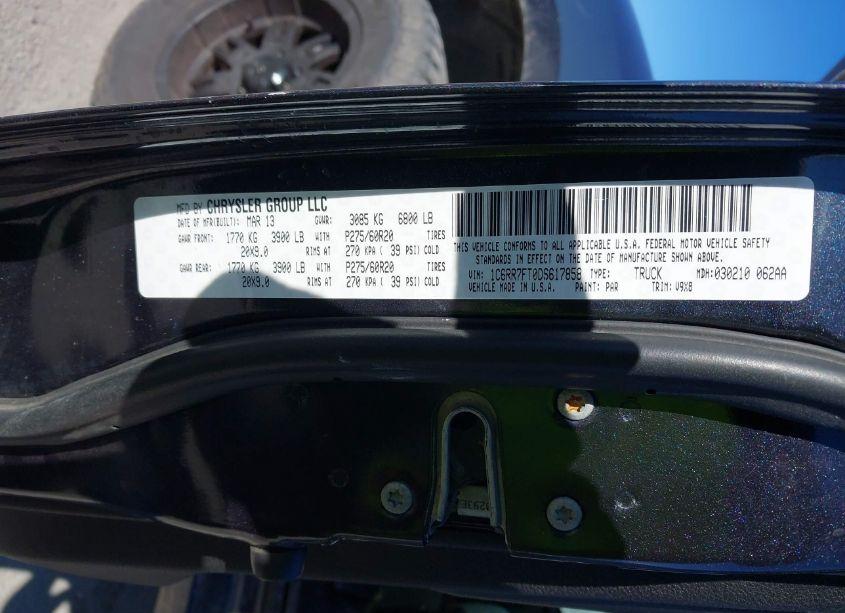 MFD BY CHRYSLER GROUP LLC
DATE OF MFR(BUILT): MAR 13 GVWR: 3085 KG 6800 LB
GAWR FRONT: 1770 KG 3900 LB WITH P275/60R20 TIRES
20X9.0 RIMS AT 270 KPA ( 39 PSI) COLD
GAWR REAR: 1770 KG 3900 LB WITH P275/60R20 TIRES
20X9.0 RIMS AT 270 KPA ( 39 PSI) COLD
THIS VEHICLE CONFORMS TO ALL APPLICABLE U.S.A. FEDERAL MOTOR VEHICLE SAFETY
STANDARDS IN EFFECT ON THE DATE OF MANUFACTURE SHOWN ABOVE.
VIN: 1C6RR7FT0DS617858 TYPE: TRUCK MDH: 030210 062AA
VEHICLE MADE IN U.S.A. PAINT: PAR TRIM: V9X8